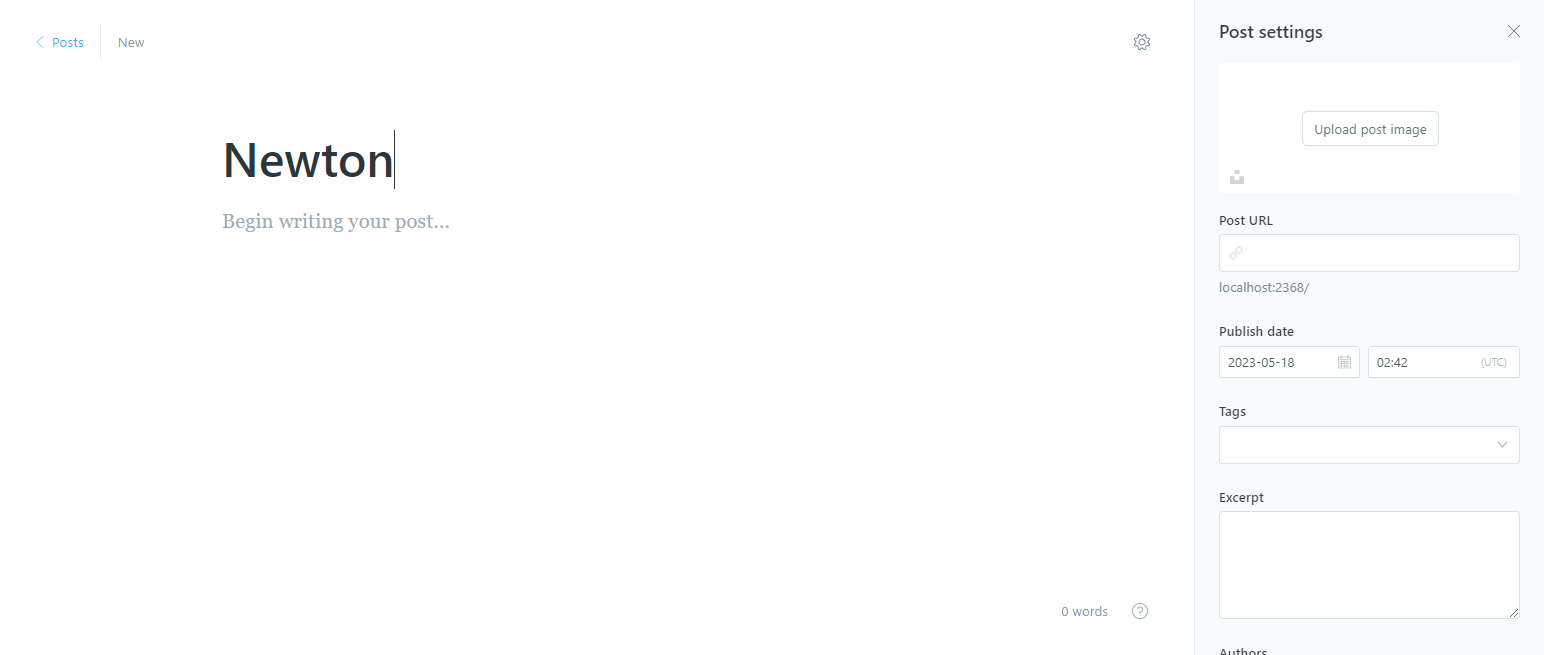 Posts
New
Newton
Begin writing your post...
0 words
Post settings
Upload post image
Post URL
localhost:2368/
Publish date
2023-05-18
02:42 (UTC)
Tags
Excerpt
Authors